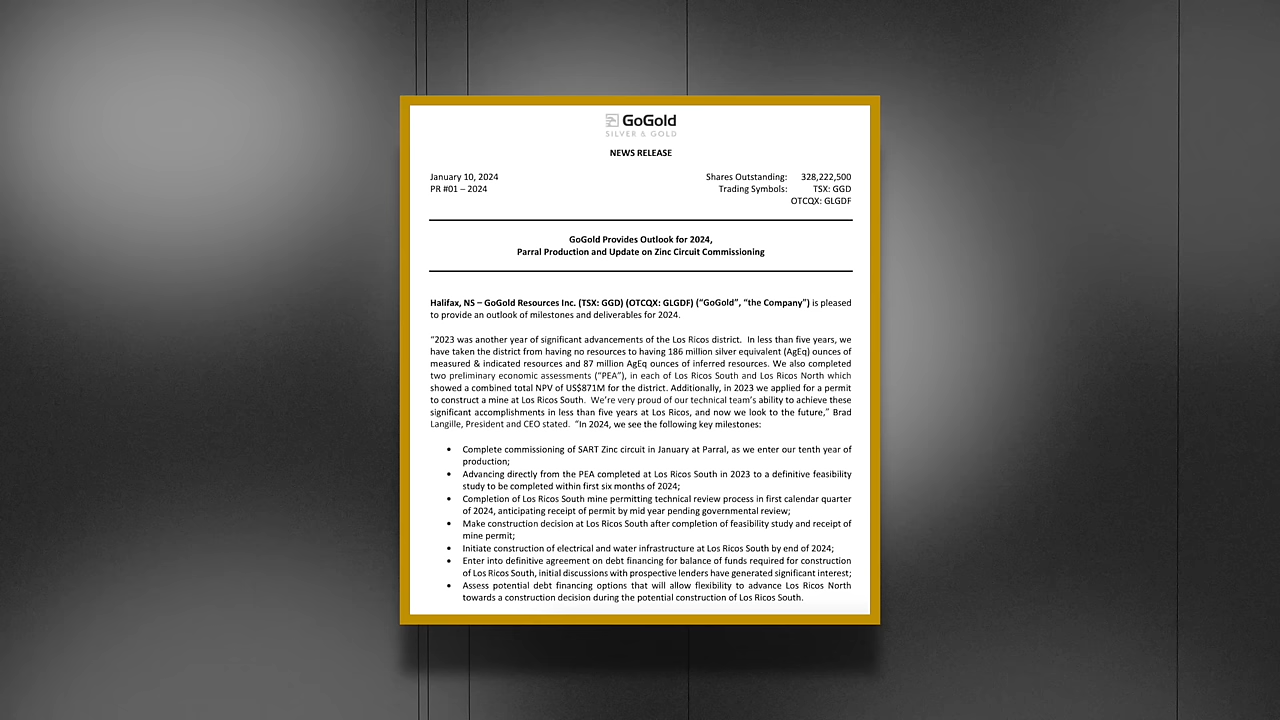 GoGold
SILVER & GOLD
NEWS RELEASE
January 10, 2024
Shares Outstanding: 328,222,500
PR #01 – 2024
Trading Symbols: TSX: GGD
OTCQX: GLGDF
GoGold Provides Outlook for 2024,
Parral Production and Update on Zinc Circuit Commissioning
Halifax, NS – GoGold Resources Inc. (TSX: GGD) (OTCQX: GLGDF) (“GoGold”, “the Company”) is pleased
to provide an outlook of milestones and deliverables for 2024.
“2023 was another year of significant advancements of the Los Ricos district. In less than five years, we
have taken the district from having no resources to having 186 million silver equivalent (AgEq) ounces of
measured & indicated resources and 87 million AgEq ounces of inferred resources. We also completed
two preliminary economic assessments (“PEA”), in each of Los Ricos South and Los Ricos North which
showed a combined total NPV of US$871M for the district. Additionally, in 2023 we applied for a permit
to construct a mine at Los Ricos South. We’re very proud of our technical team’s ability to achieve these
significant accomplishments in less than five years at Los Ricos, and now we look to the future,” Brad
Langille, President and CEO stated. “In 2024, we see the following key milestones:
• Complete commissioning of SART Zinc circuit in January at Parral, as we enter our tenth year of
production;
• Advancing directly from the PEA completed at Los Ricos South in 2023 to a definitive feasibility
study to be completed within first six months of 2024;
• Completion of Los Ricos South mine permitting technical review process in first calendar quarter
of 2024, anticipating receipt of permit by mid year pending governmental review;
• Make construction decision at Los Ricos South after completion of feasibility study and receipt of
mine permit;
• Initiate construction of electrical and water infrastructure at Los Ricos South by end of 2024;
• Enter into definitive agreement on debt financing for balance of funds required for construction
of Los Ricos South, initial discussions with prospective lenders have generated significant interest;
• Assess potential debt financing options that will allow flexibility to advance Los Ricos North
towards a construction decision during the potential construction of Los Ricos South.